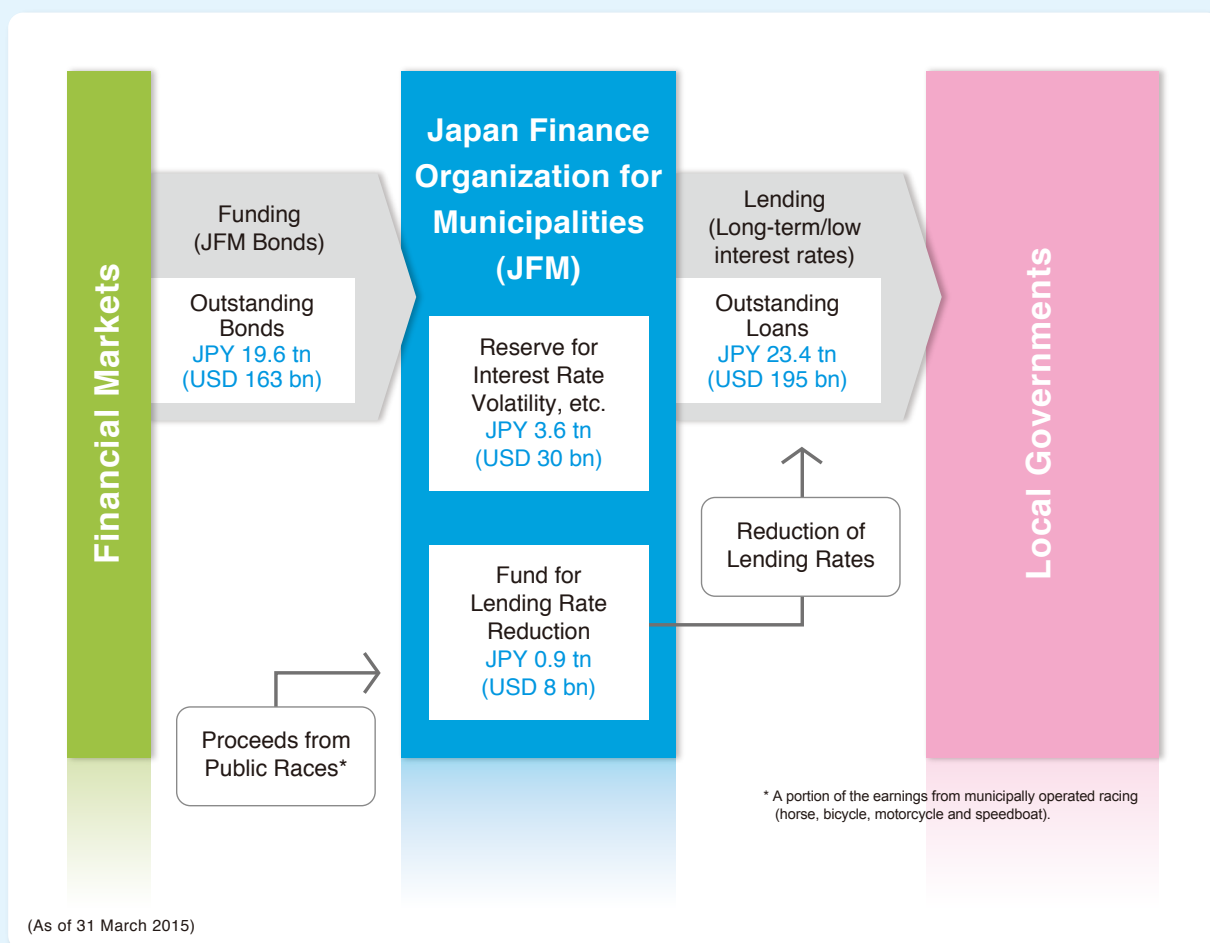 Financial Markets
Funding
(JFM Bonds)
Outstanding
Bonds
JPY 19.6 tn
(USD 163 bn)
Proceeds from
Public Races*
Japan Finance
Organization for
Municipalities
(JFM)
Reserve for
Interest Rate
Volatility, etc.
JPY 3.6 tn
(USD 30 bn)
Fund for
Lending Rate
Reduction
JPY 0.9 tn
(USD 8 bn)
Lending
(Long-term/low
interest rates)
Outstanding
Loans
JPY 23.4 tn
(USD 195 bn)
Reduction of
Lending Rates
Local Governments
* A portion of the earnings from municipally operated racing
(horse, bicycle, motorcycle and speedboat).
(As of 31 March 2015)